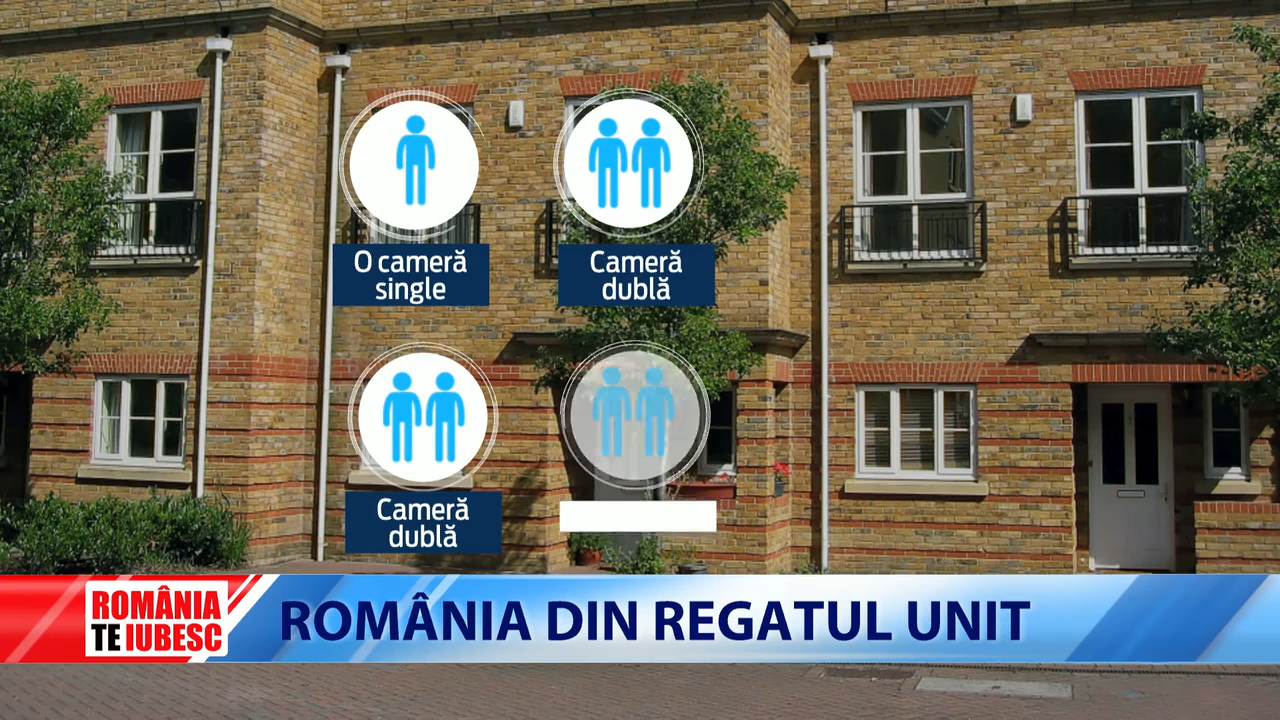 O cameră
single
Cameră
dublă
Cameră
dublă
ROMÂNIA
TE IUBESC
ROMÂNIA DIN REGATUL UNIT